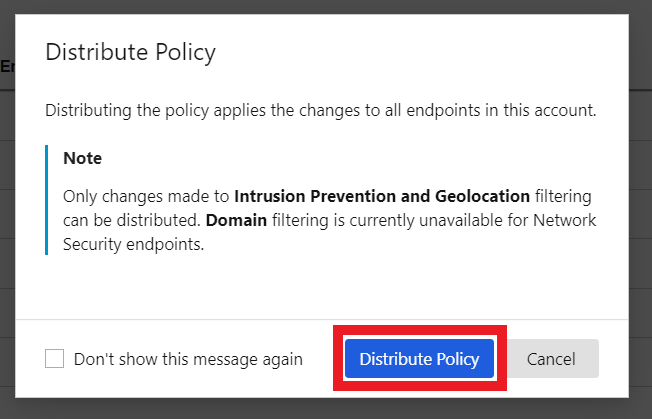 Distribute Policy
En
Distributing the policy applies the changes to all endpoints in this account.
Note
Only changes made to Intrusion Prevention and Geolocation filtering
can be distributed. Domain filtering is currently unavailable for Network
Security endpoints.
Don't show this message again
Distribute Policy
Cancel